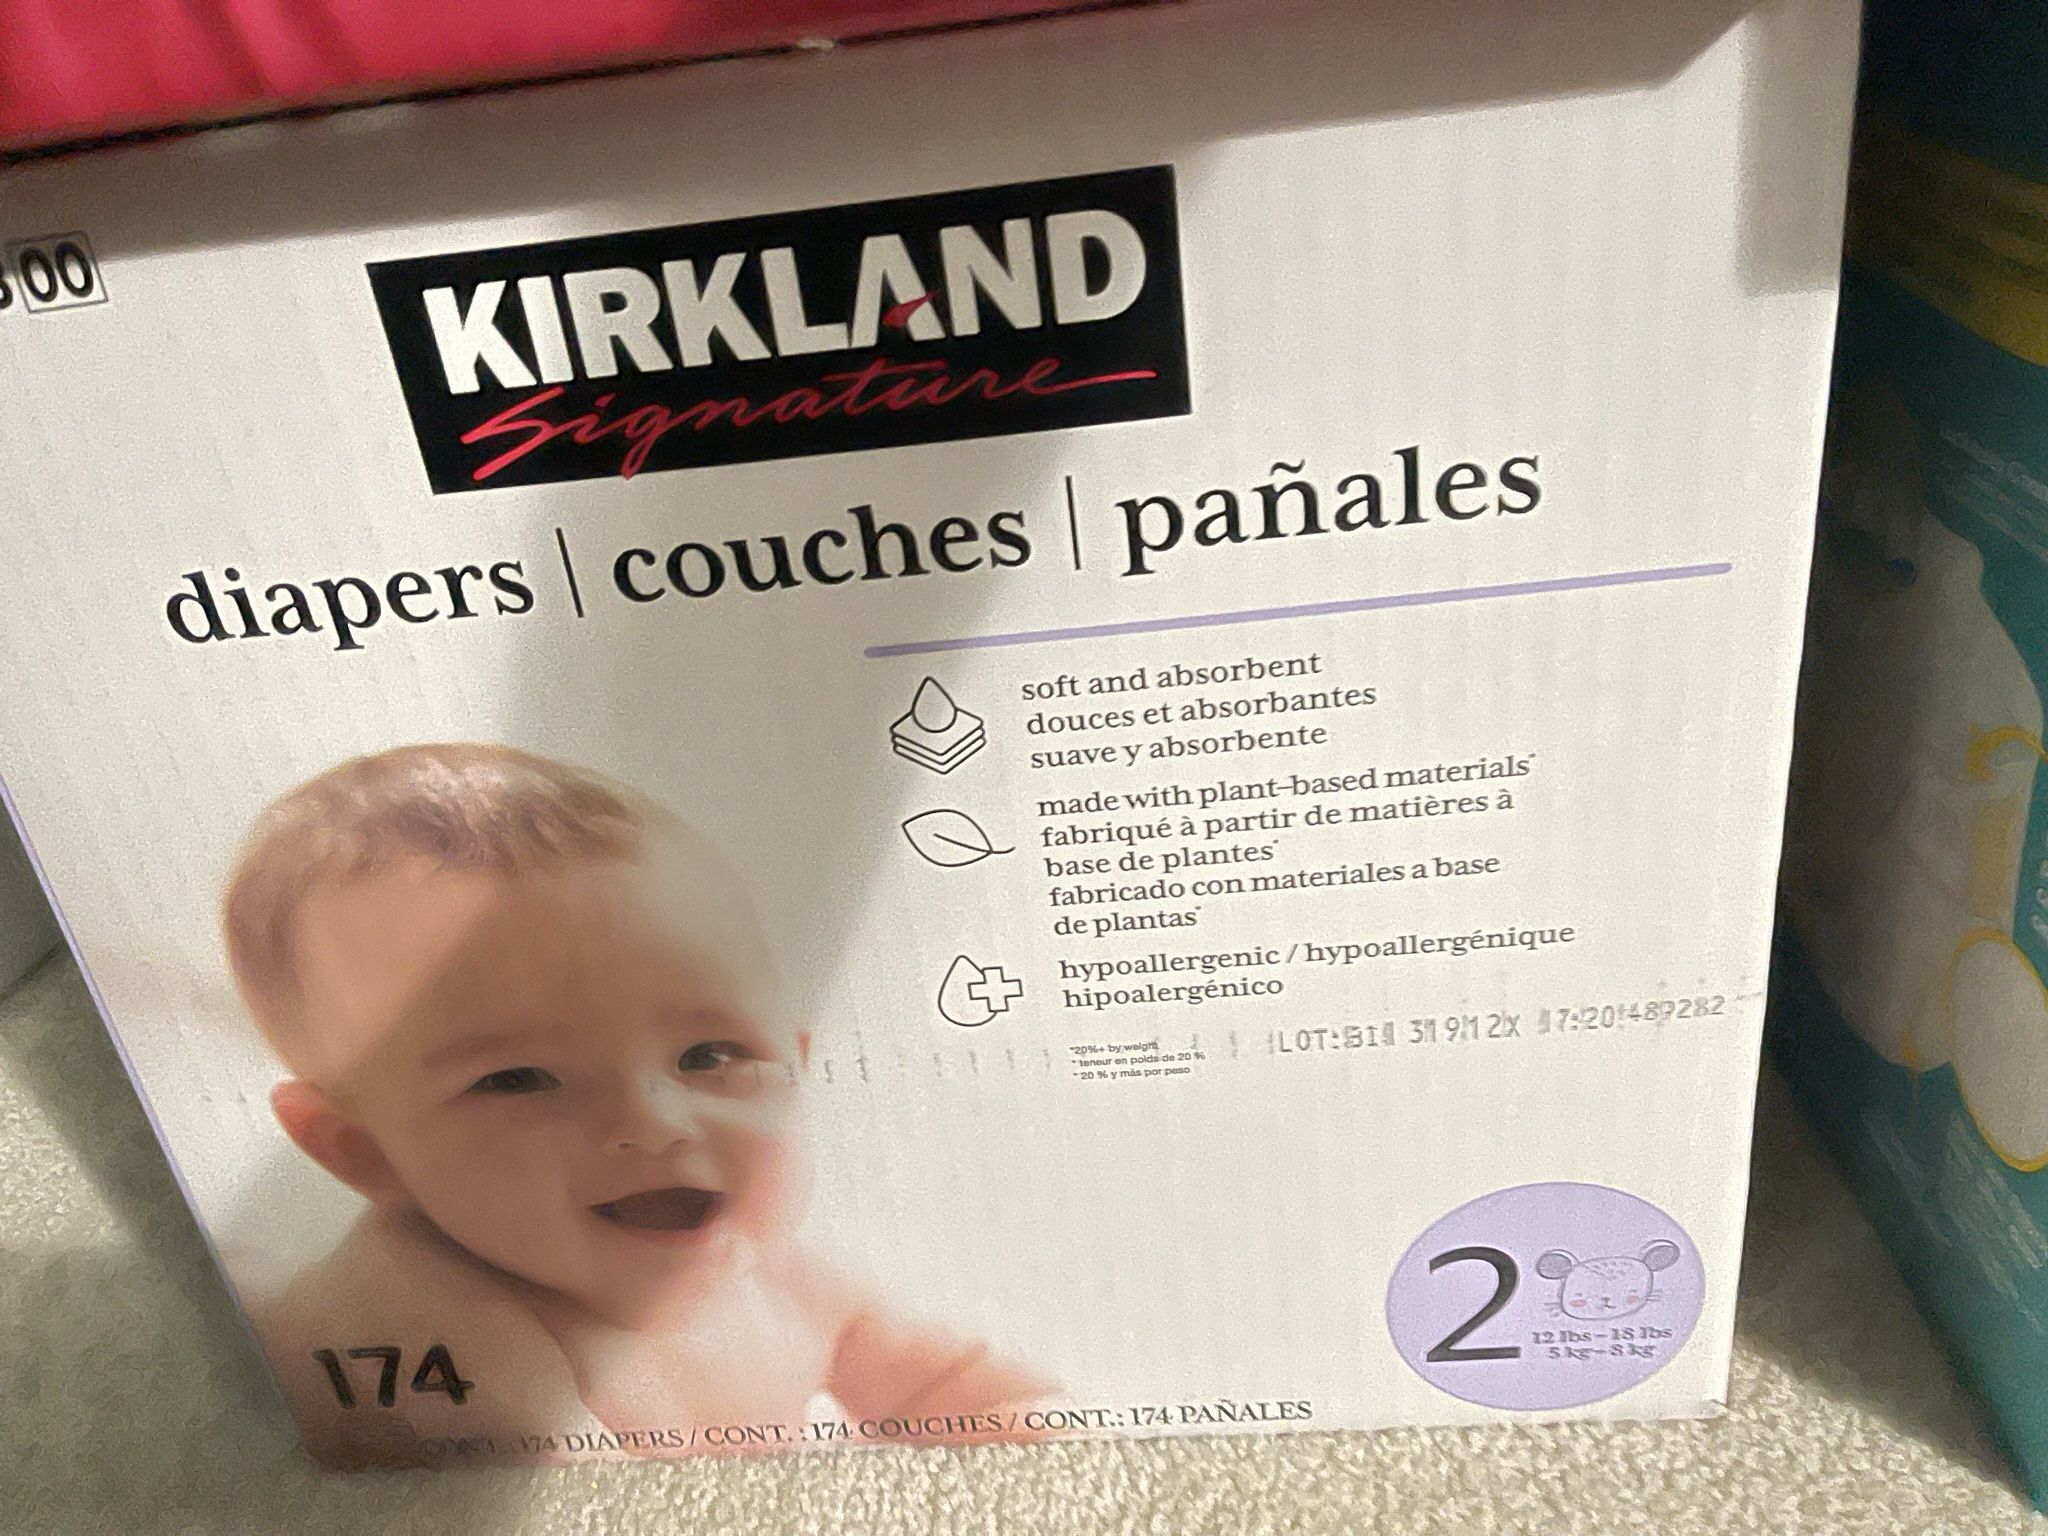 00
KIRKLAND
Signature
diapers | couches | pañales
soft and absorbent
douces et absorbantes
suave y absorbente
made with plant-based materials*
fabriqué à partir de matières à
base de plantes*
fabricado con materiales a base
de plantas*
hypoallergenic / hypoallergénique
hipoalergénico
*20%+ by weight
* teneur en poids de 20 %
* 20 % y más por peso
LOT:
2
12 lbs - 18 lbs
5 kg - 8 kg
174
174 DIAPERS / CONT. : 174 COUCHES / CONT.: 174 PAÑALES